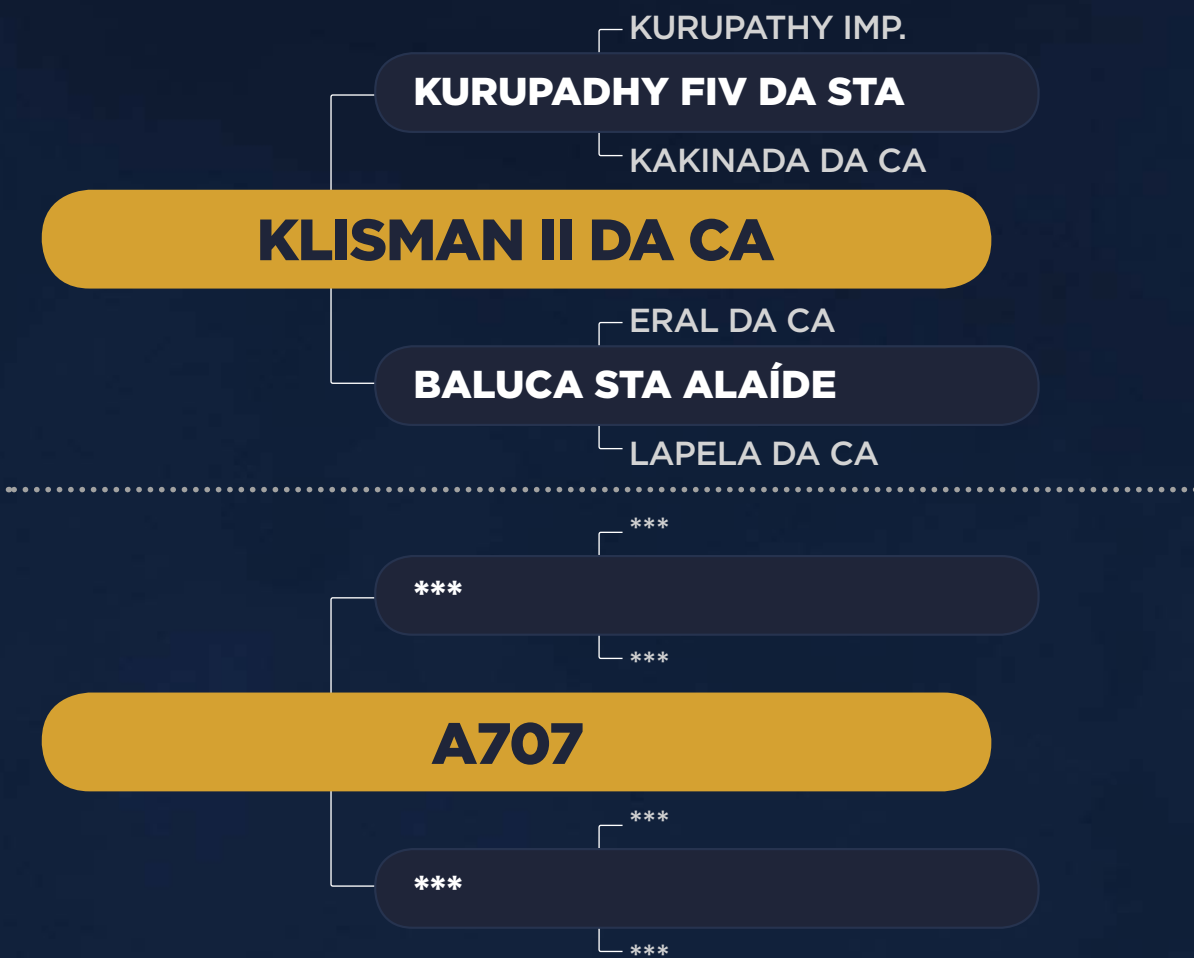 KURUPATHY IMP.
KURUPADHY FIV DA STA
KAKINADA DA CA
KLISMAN II DA CA
ERAL DA CA
BALUCA STA ALAÍDE
LAPELA DA CA
***
***
***
A707
***
***
***